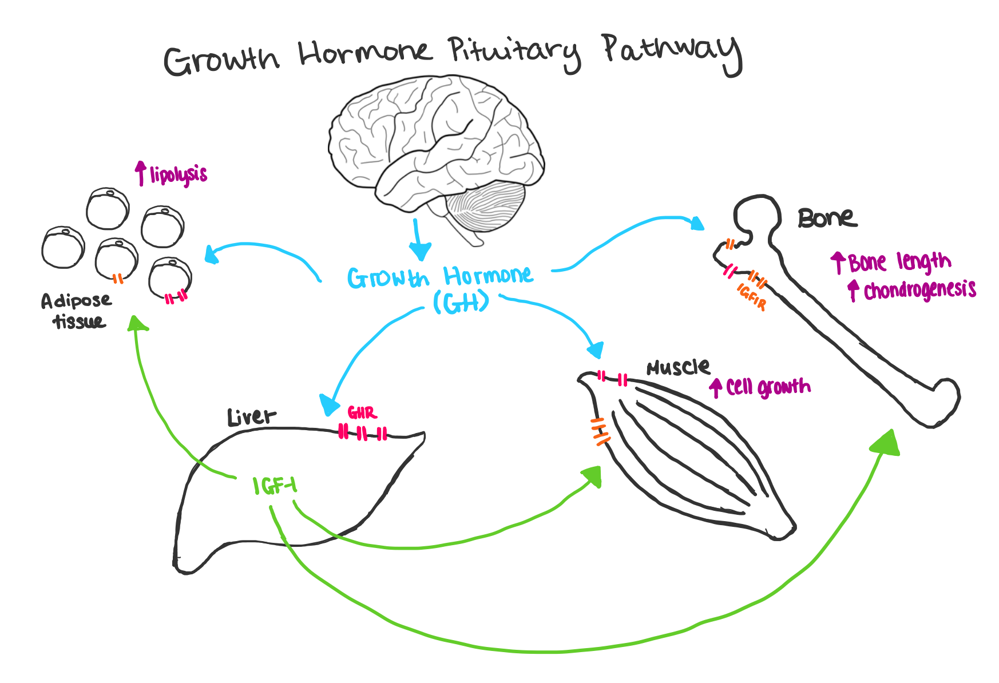 Growth Hormone Pituitary Pathway
↑ lipolysis
Adipose
tissue
Growth Hormone
(GH)
Bone
↑ Bone length
↑ chondrogenesis
IGF1R
Muscle
↑ cell growth
Liver
GHR
IGF-1